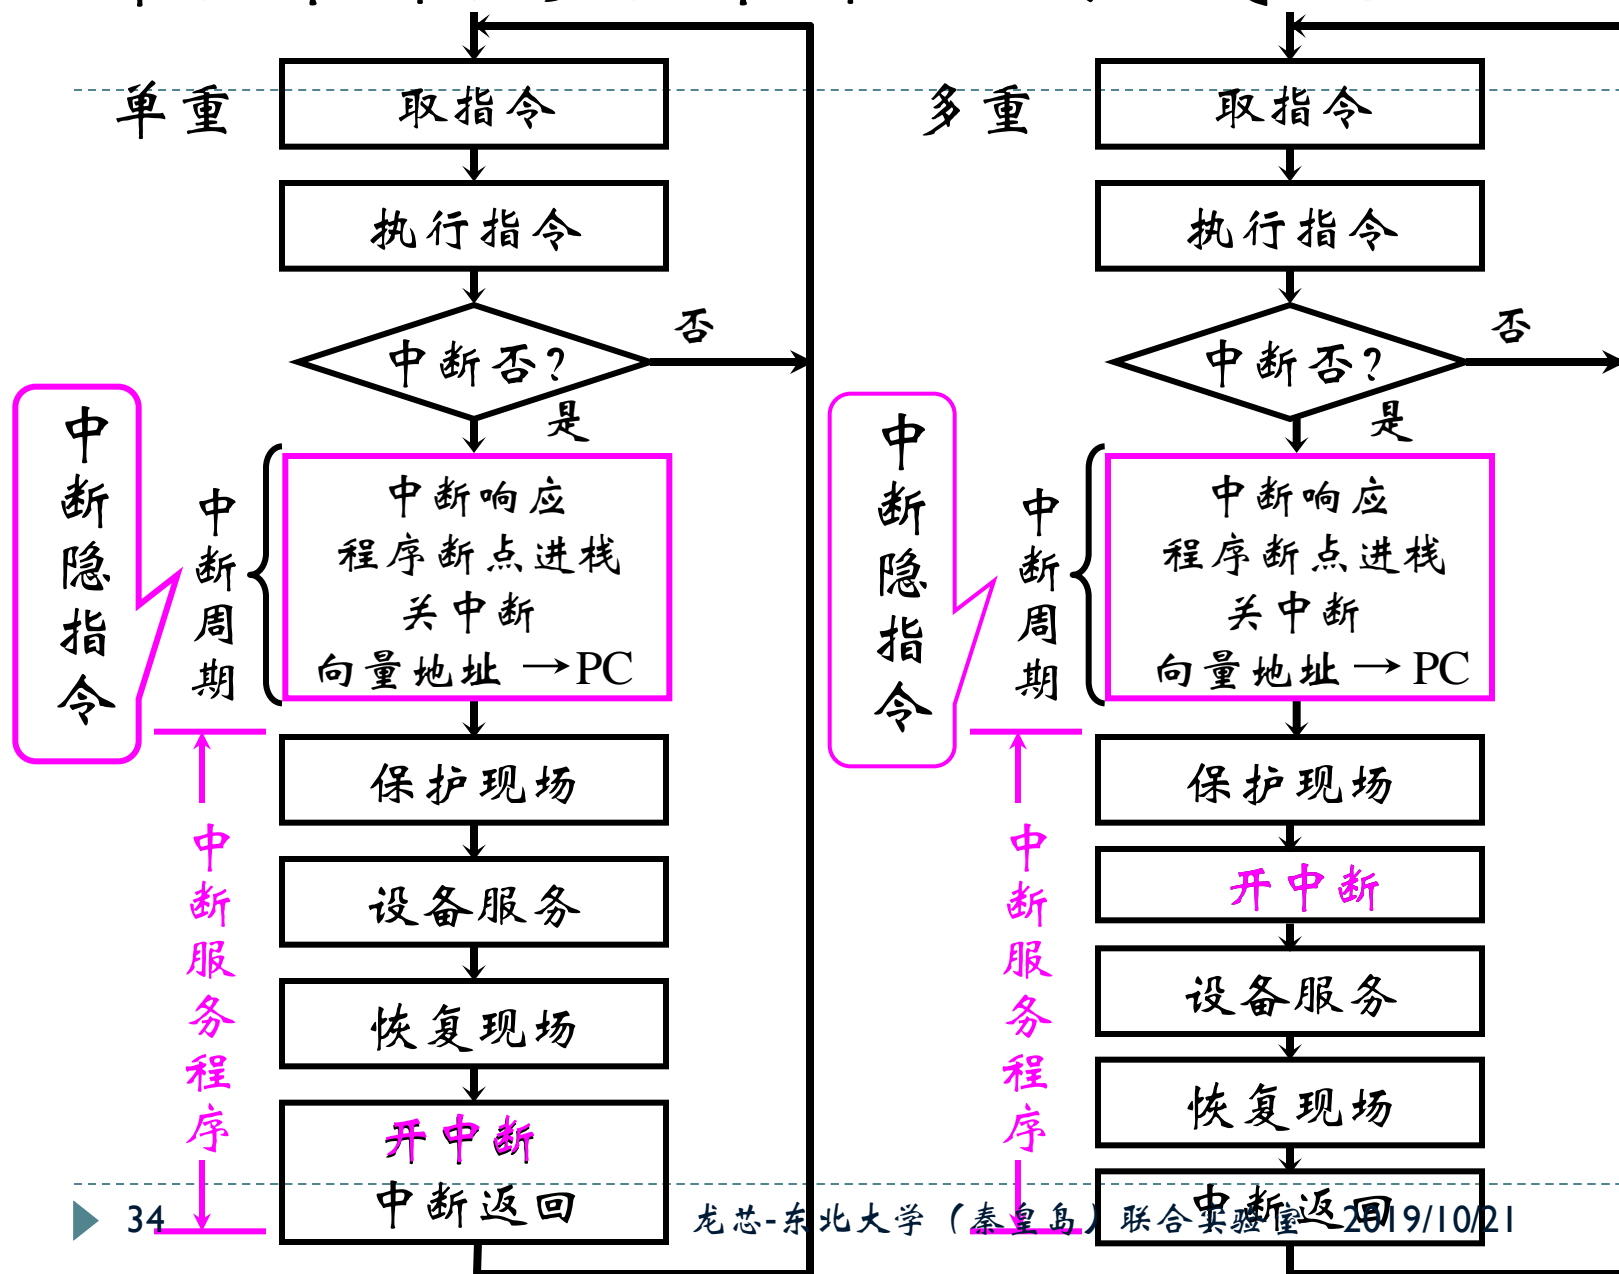 单重
取指令
执行指令
中断否?
否
是
中断隐指令
中断周期
中断响应
程序断点进栈
关中断
向量地址 → PC
中断服务程序
保护现场
设备服务
恢复现场
开中断
中断返回
多重
取指令
执行指令
中断否?
否
是
中断隐指令
中断周期
中断响应
程序断点进栈
关中断
向量地址 → PC
中断服务程序
保护现场
开中断
设备服务
恢复现场
中断返回
34
龙芯-东北大学（秦皇岛）联合实验室
2019/10/21